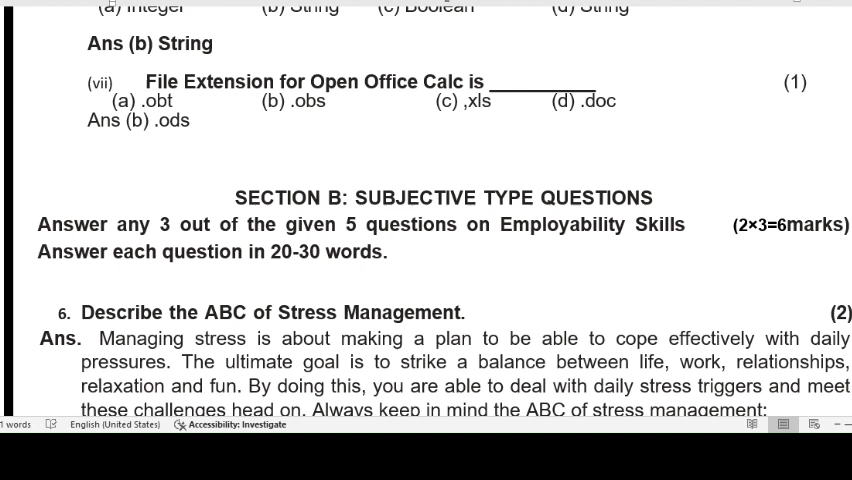 (a) Integer (b) String (c) Boolean (d) String
Ans (b) String
(vii) File Extension for Open Office Calc is __________ (1)
(a) .obt (b) .obs (c) ,xls (d) .doc
Ans (b) .ods
SECTION B: SUBJECTIVE TYPE QUESTIONS
Answer any 3 out of the given 5 questions on Employability Skills (2×3=6marks)
Answer each question in 20-30 words.
6. Describe the ABC of Stress Management. (2)
Ans. Managing stress is about making a plan to be able to cope effectively with daily
pressures. The ultimate goal is to strike a balance between life, work, relationships,
relaxation and fun. By doing this, you are able to deal with daily stress triggers and meet
these challenges head on. Always keep in mind the ABC of stress management:
1 words English (United States) Accessibility: Investigate